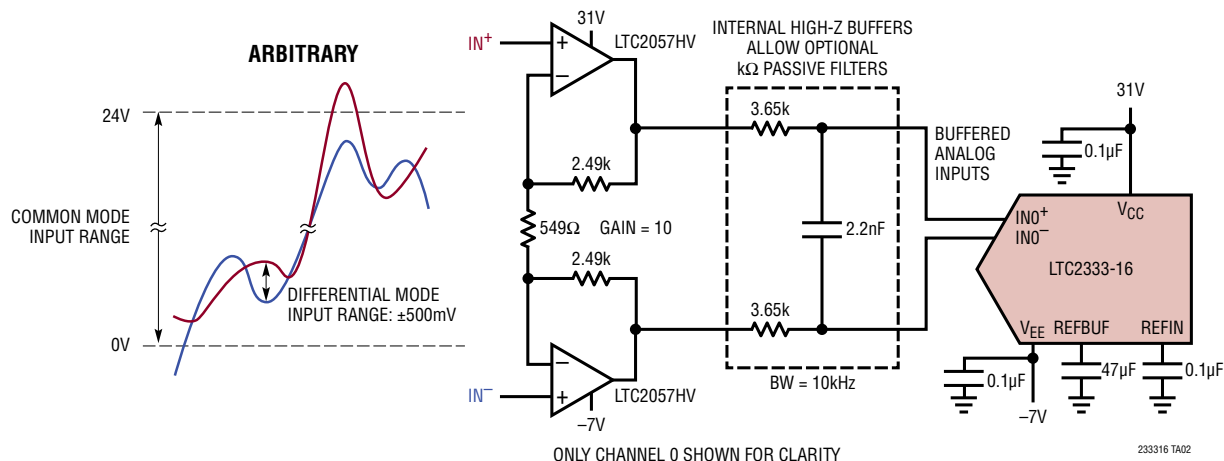 ARBITRARY
24V
COMMON MODE
INPUT RANGE
0V
DIFFERENTIAL MODE
INPUT RANGE: ±500mV
IN+
31V
LTC2057HV
2.49k
549Ω
GAIN = 10
2.49k
IN–
LTC2057HV
–7V
INTERNAL HIGH-Z BUFFERS
ALLOW OPTIONAL
kΩ PASSIVE FILTERS
3.65k
2.2nF
3.65k
BW = 10kHz
BUFFERED
ANALOG
INPUTS
31V
0.1µF
VCC
IN0+
IN0–
LTC2333-16
VEE
REFBUF
REFIN
0.1µF
47µF
0.1µF
–7V
ONLY CHANNEL 0 SHOWN FOR CLARITY
233316 TA02